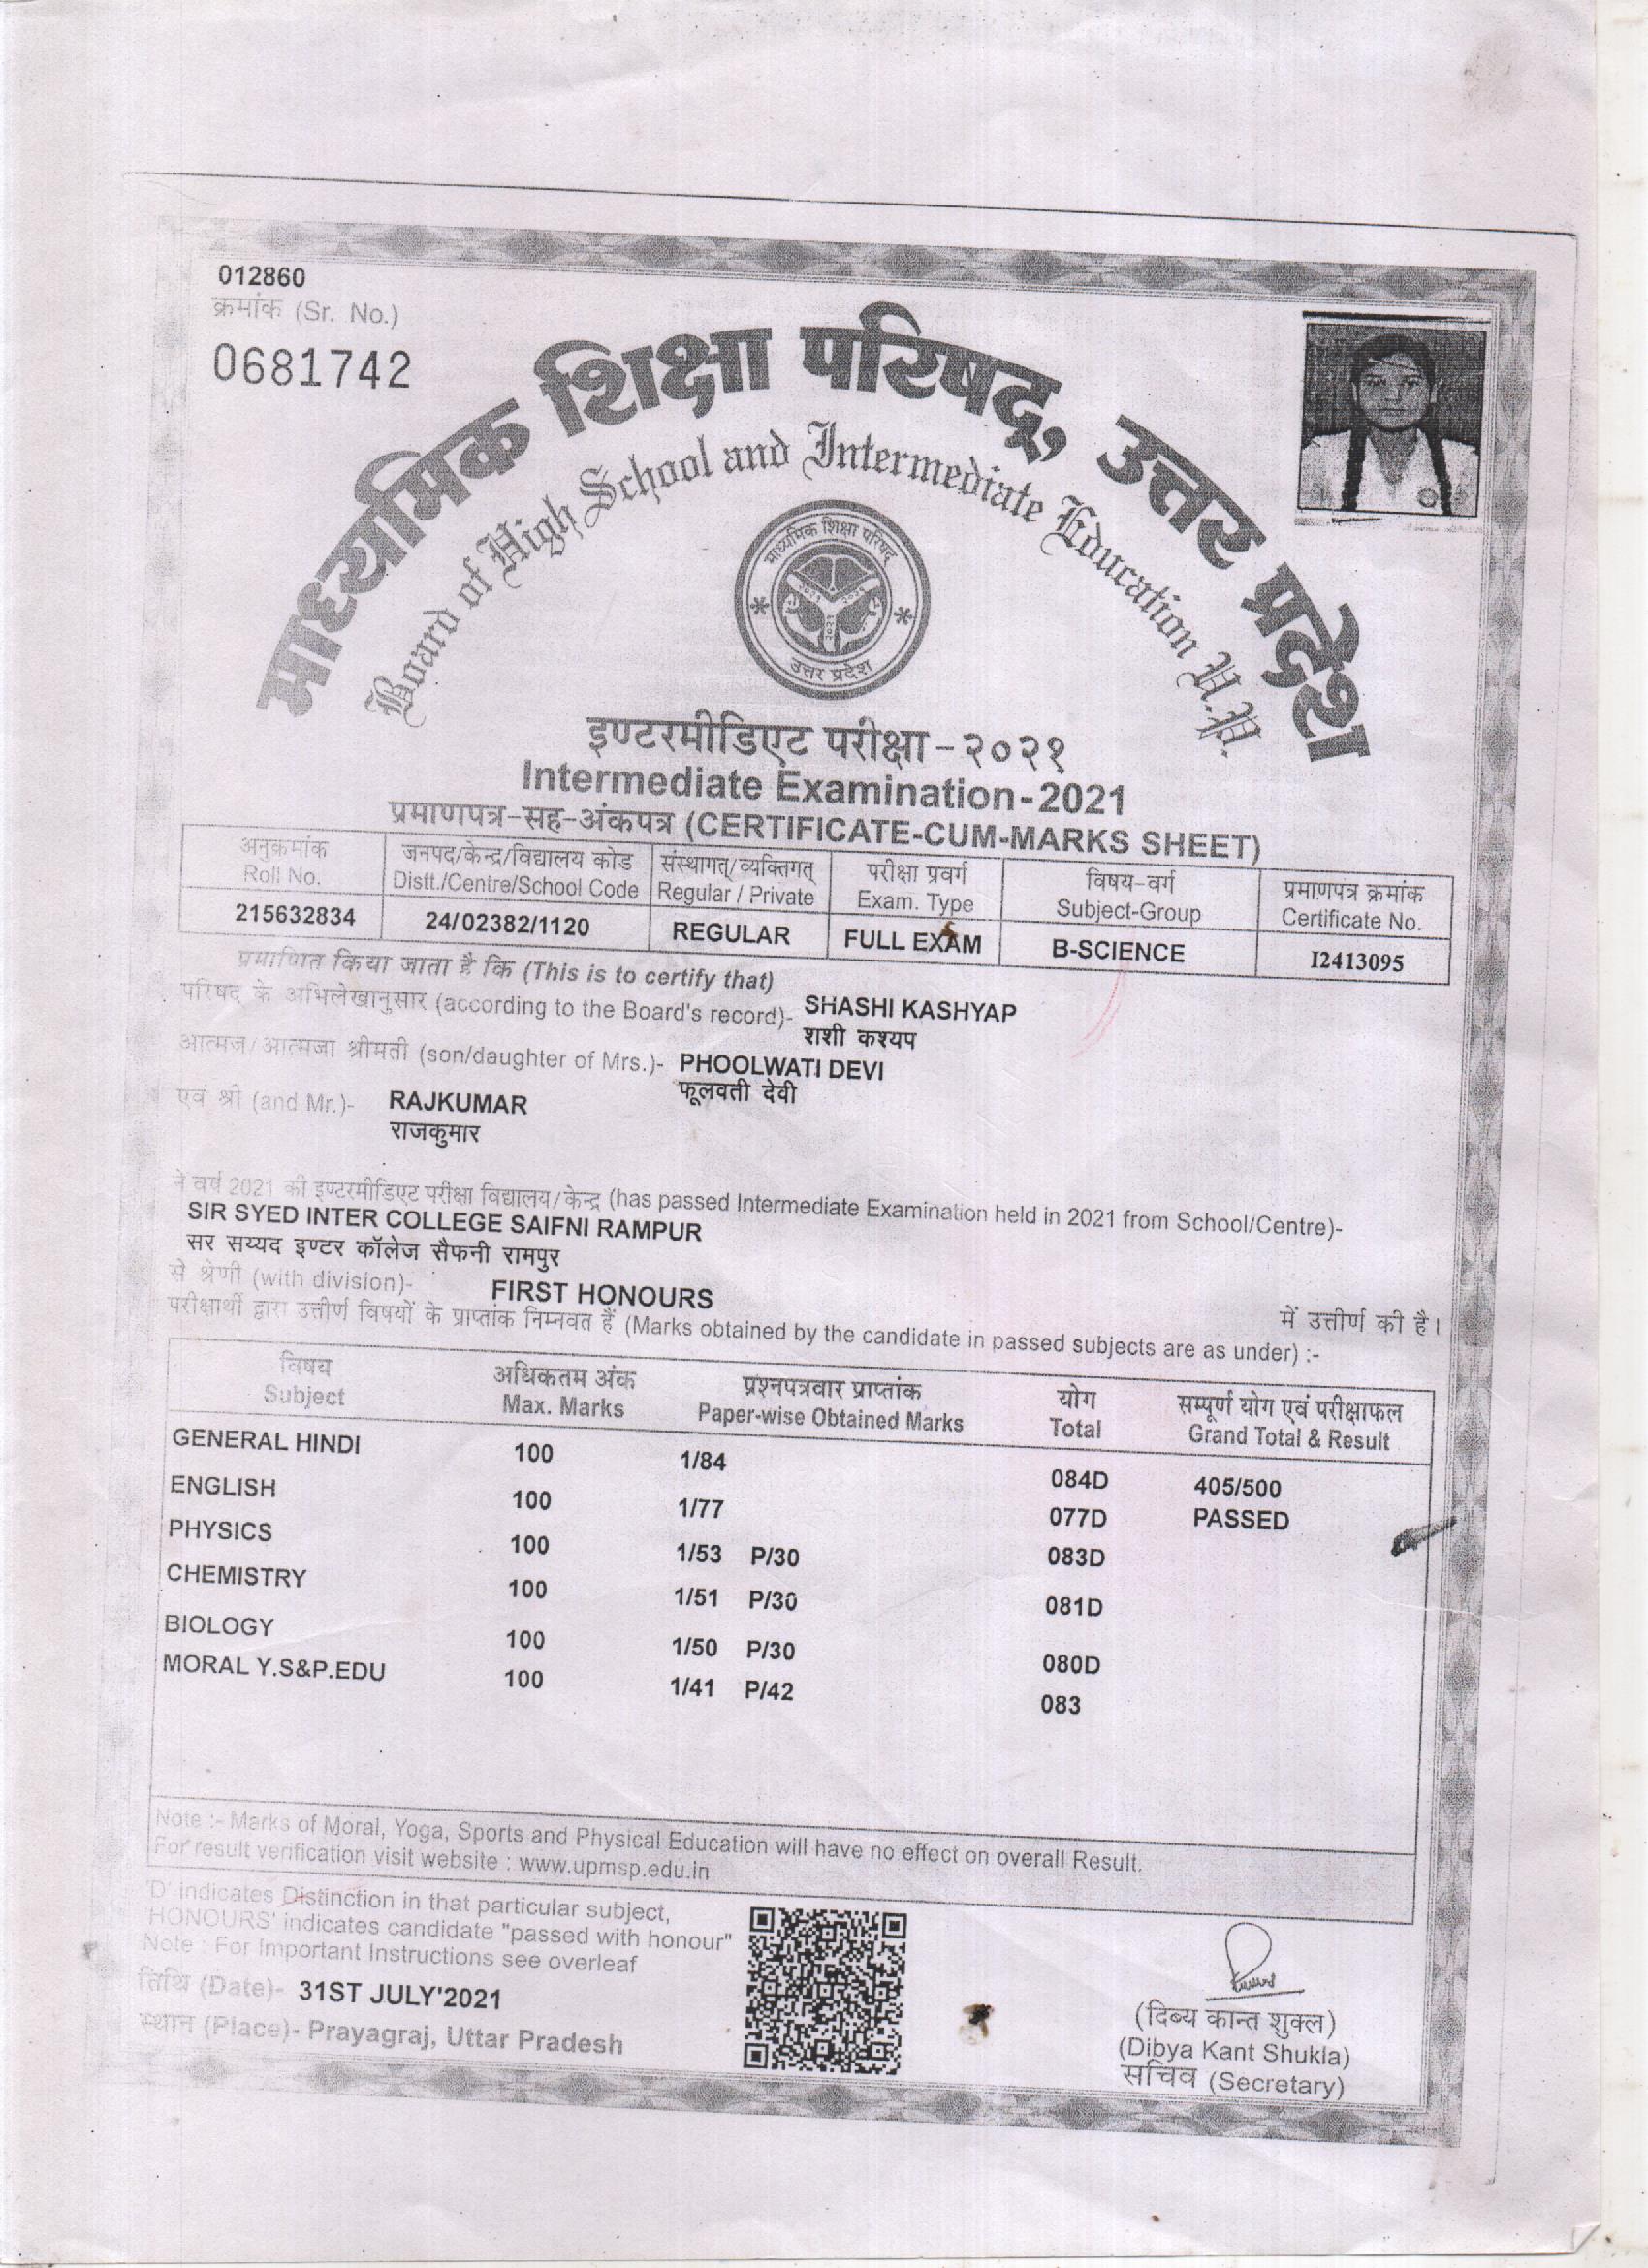 012860
क्रमांक (Sr. No.)
0681742
माध्यमिक शिक्षा परिषद्, उत्तर प्रदेश
Board of High School and Intermediate Education U.P.
माध्यमिक शिक्षा परिषद्
उत्तर प्रदेश
इण्टरमीडिएट परीक्षा - २०२१
Intermediate Examination - 2021
प्रमाणपत्र-सह-अंकपत्र (CERTIFICATE-CUM-MARKS SHEET)
अनुक्रमांक जनपद/केन्द्र/विद्यालय कोड संस्थागत्/व्यक्तिगत् परीक्षा प्रवर्ग विषय-वर्ग प्रमाणपत्र क्रमांक
Roll No. Distt./Centre/School Code Regular / Private Exam. Type Subject-Group Certificate No.
215632834 24/02382/1120 REGULAR FULL EXAM B-SCIENCE I2413095
प्रमाणित किया जाता है कि (This is to certify that)
परिषद के अभिलेखानुसार (according to the Board's record)- SHASHI KASHYAP
शशी कश्यप
आत्मज/आत्मजा श्रीमती (son/daughter of Mrs.)- PHOOLWATI DEVI
फूलवती देवी
एवं श्री (and Mr.)- RAJKUMAR
राजकुमार
ने वर्ष 2021 की इण्टरमीडिएट परीक्षा विद्यालय/केन्द्र (has passed Intermediate Examination held in 2021 from School/Centre)-
SIR SYED INTER COLLEGE SAIFNI RAMPUR
सर सय्यद इण्टर कॉलेज सैफनी रामपुर
से श्रेणी (with division)- FIRST HONOURS में उत्तीर्ण की है।
परीक्षार्थी द्वारा उत्तीर्ण विषयों के प्राप्तांक निम्नवत हैं (Marks obtained by the candidate in passed subjects are as under) :-
विषय अधिकतम अंक प्रश्नपत्रवार प्राप्तांक योग सम्पूर्ण योग एवं परीक्षाफल
Subject Max. Marks Paper-wise Obtained Marks Total Grand Total & Result
GENERAL HINDI 100 1/84 084D 405/500
ENGLISH 100 1/77 077D PASSED
PHYSICS 100 1/53 P/30 083D
CHEMISTRY 100 1/51 P/30 081D
BIOLOGY 100 1/50 P/30 080D
MORAL Y.S&P.EDU 100 1/41 P/42 083
Note :- Marks of Moral, Yoga, Sports and Physical Education will have no effect on overall Result.
For result verification visit website : www.upmsp.edu.in
'D' indicates Distinction in that particular subject,
'HONOURS' indicates candidate "passed with honour"
Note : For Important Instructions see overleaf
तिथि (Date)- 31ST JULY'2021
स्थान (Place)- Prayagraj, Uttar Pradesh
(दिब्य कान्त शुक्ल)
(Dibya Kant Shukla)
सचिव (Secretary)